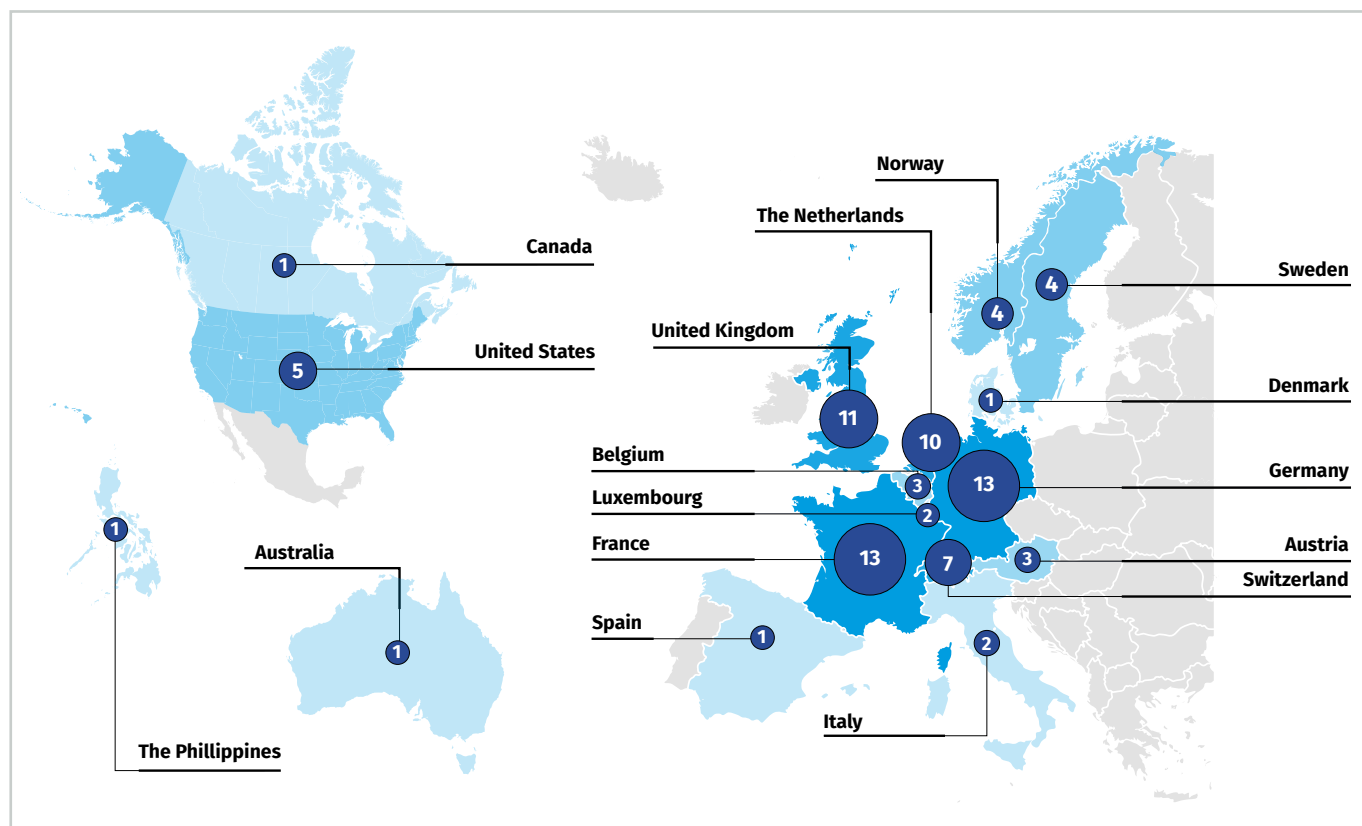 Norway
The Netherlands
Canada
1
Sweden
4
4
United Kingdom
United States
5
Denmark
1
11
10
Belgium
3
Germany
13
Luxembourg
2
France
13
Austria
3
Switzerland
7
1
Australia
1
Spain
1
2
Italy
The Phillippines